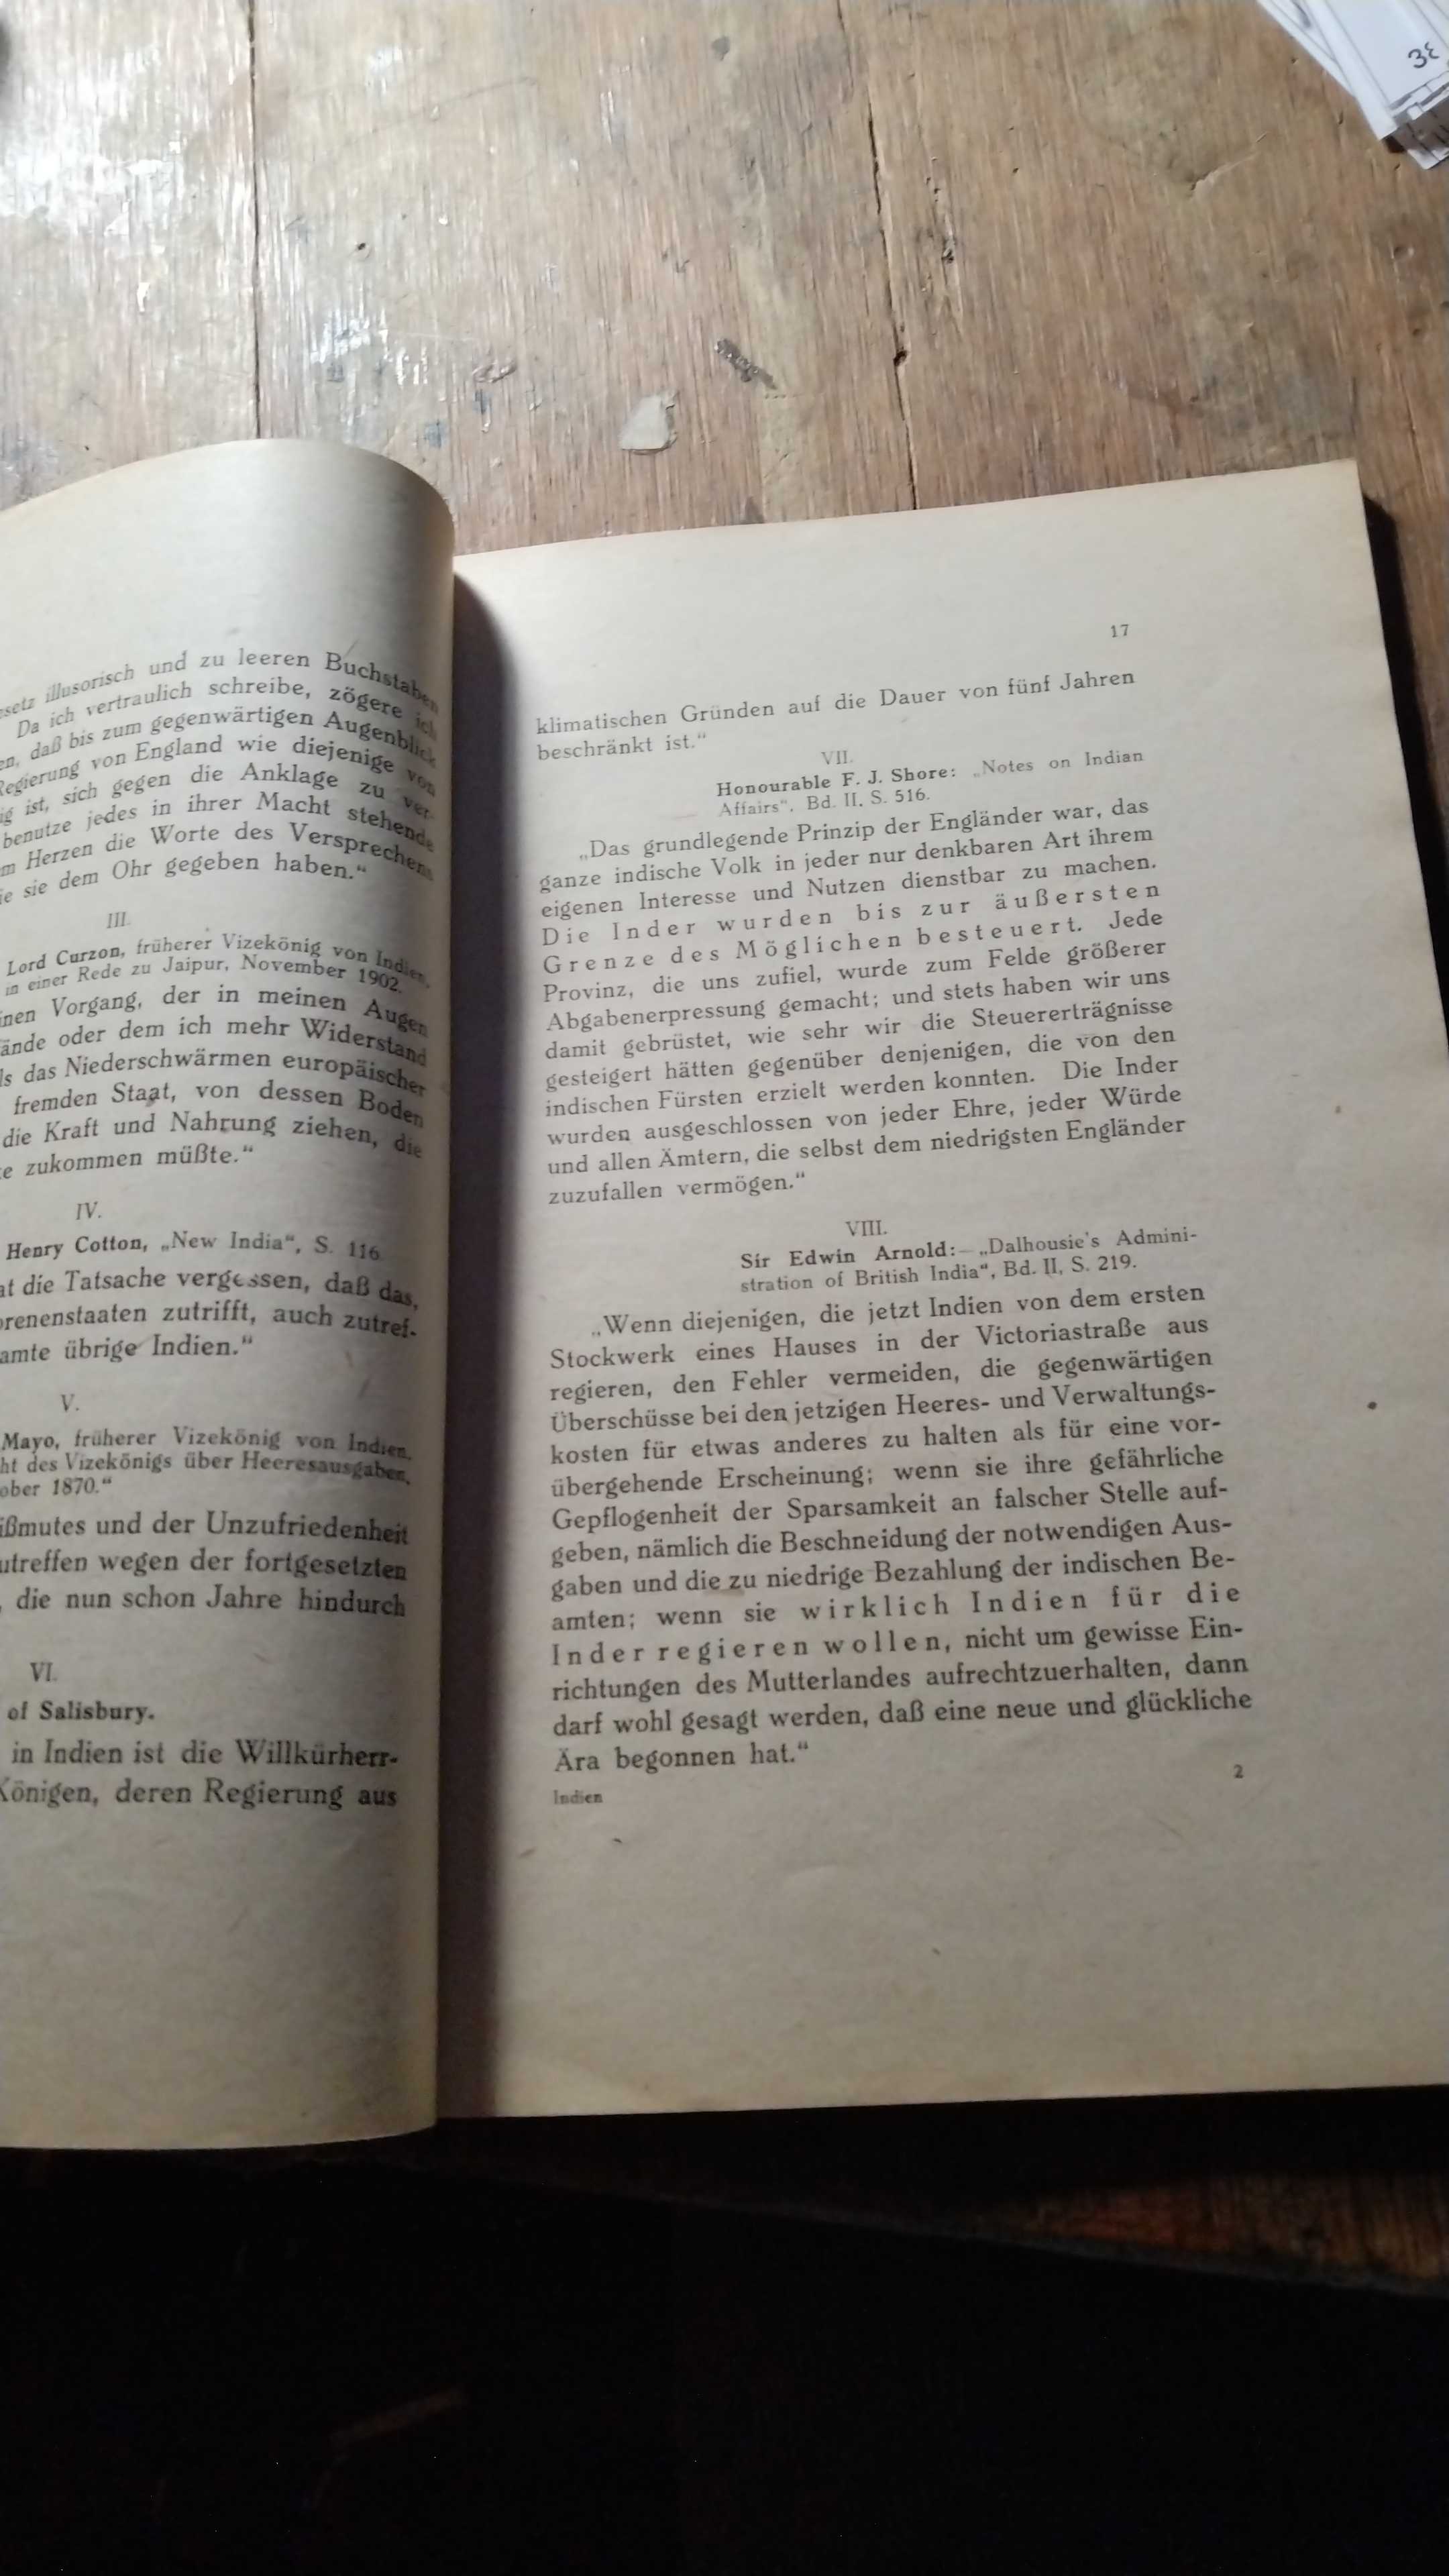 illusorisch und zu leeren Buchstaben
Da ich vertraulich schreibe, zögere ich
en, daß bis zum gegenwärtigen Augenblick
Regierung von England wie diejenige von
ig ist, sich gegen die Anklage zu ver-
benutze jedes in ihrer Macht stehende
m Herzen die Worte des Versprechens
ie sie dem Ohr gegeben haben.“
III.
Lord Curzon, früherer Vizekönig von Indien,
in einer Rede zu Jaipur, November 1902.
inen Vorgang, der in meinen Augen
ände oder dem ich mehr Widerstand
ls das Niederschwärmen europäischer
fremden Staat, von dessen Boden
die Kraft und Nahrung ziehen, die
e zukommen müßte.“
IV.
Henry Cotton, „New India“, S. 116
at die Tatsache vergessen, daß das,
orenenstaaten zutrifft, auch zutref-
amte übrige Indien.“
V.
Mayo, früherer Vizekönig von Indien,
ht des Vizekönigs über Heeresausgaben,
ober 1870.“
ißmutes und der Unzufriedenheit
utreffen wegen der fortgesetzten
, die nun schon Jahre hindurch
VI.
of Salisbury.
in Indien ist die Willkürherr-
Königen, deren Regierung aus
17
klimatischen Gründen auf die Dauer von fünf Jahren
beschränkt ist.“
VII.
Honourable F. J. Shore: „Notes on Indian
Affairs“, Bd. II, S. 516.
„Das grundlegende Prinzip der Engländer war, das
ganze indische Volk in jeder nur denkbaren Art ihrem
eigenen Interesse und Nutzen dienstbar zu machen.
Die Inder wurden bis zur äußersten
Grenze des Möglichen besteuert. Jede
Provinz, die uns zufiel, wurde zum Felde größerer
Abgabenerpressung gemacht; und stets haben wir uns
damit gebrüstet, wie sehr wir die Steuererträgnisse
gesteigert hätten gegenüber denjenigen, die von den
indischen Fürsten erzielt werden konnten. Die Inder
wurden ausgeschlossen von jeder Ehre, jeder Würde
und allen Ämtern, die selbst dem niedrigsten Engländer
zuzufallen vermögen.“
VIII.
Sir Edwin Arnold: „Dalhousie's Admini-
stration of British India“, Bd. II, S. 219.
„Wenn diejenigen, die jetzt Indien von dem ersten
Stockwerk eines Hauses in der Victoriastraße aus
regieren, den Fehler vermeiden, die gegenwärtigen
Überschüsse bei den jetzigen Heeres- und Verwaltungs-
kosten für etwas anderes zu halten als für eine vor-
übergehende Erscheinung; wenn sie ihre gefährliche
Gepflogenheit der Sparsamkeit an falscher Stelle auf-
geben, nämlich die Beschneidung der notwendigen Aus-
gaben und die zu niedrige Bezahlung der indischen Be-
amten; wenn sie wirklich Indien für die
Inder regieren wollen, nicht um gewisse Ein-
richtungen des Mutterlandes aufrechtzuerhalten, dann
darf wohl gesagt werden, daß eine neue und glückliche
Ära begonnen hat.“
Indien 2